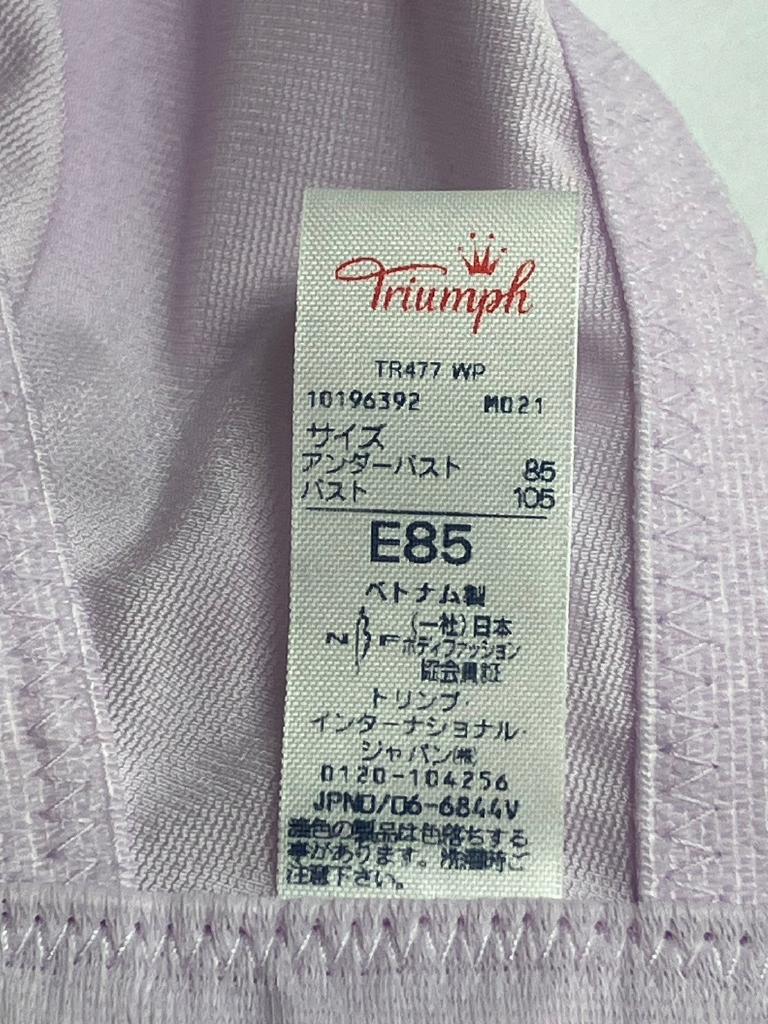 Triumph
TR477 WP
10196392 M021
サイズ
アンダーバスト 85
バスト 105
E85
ベトナム製
(一社)日本
N B F ボディファッション
協会会員証
トリンプ・
インターナショナル・
ジャパン㈱
0120-104256
JPND/06-6844V
濃色の製品は色落ちする
事があります。洗濯時ご
注意下さい。